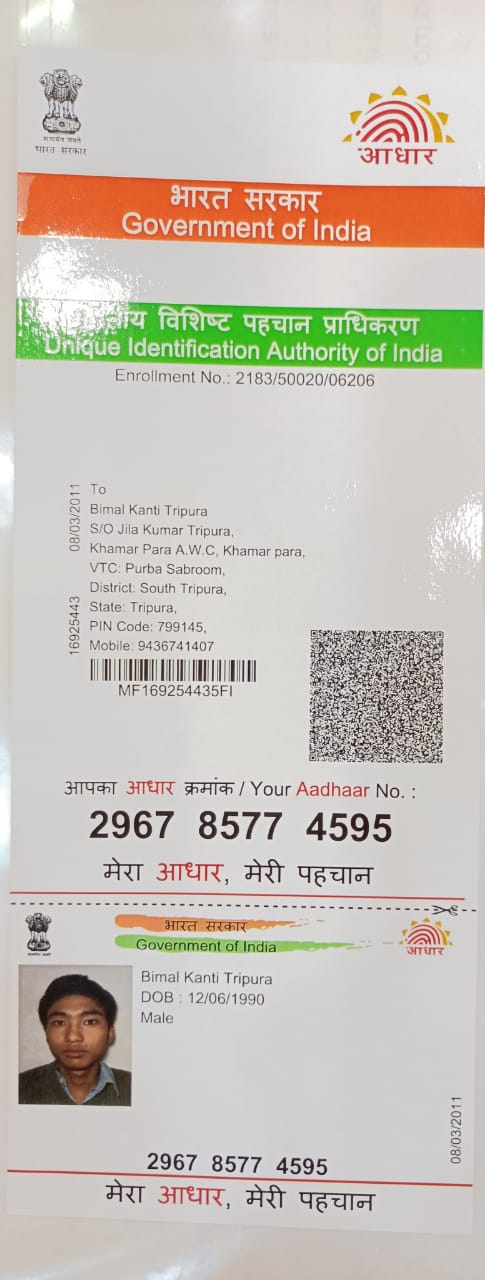 सत्यमेव जयते
भारत सरकार
आधार
भारत सरकार
Government of India
विशिष्ट पहचान प्राधिकरण
Unique Identification Authority of India
Enrollment No.: 2183/50020/06206
08/03/2011
16925443
To
Bimal Kanti Tripura
S/O Jila Kumar Tripura,
Khamar Para A.W.C, Khamar para,
VTC: Purba Sabroom,
District: South Tripura,
State: Tripura,
PIN Code: 799145,
Mobile: 9436741407
MF169254435FI
आपका आधार क्रमांक / Your Aadhaar No. :
2967 8577 4595
मेरा आधार, मेरी पहचान
भारत सरकार
Government of India
आधार
Bimal Kanti Tripura
DOB : 12/06/1990
Male
08/03/2011
2967 8577 4595
मेरा आधार, मेरी पहचान